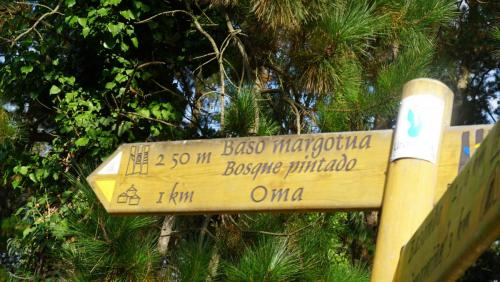 250 m Baso margotua
Bosque pintado
1 km Oma